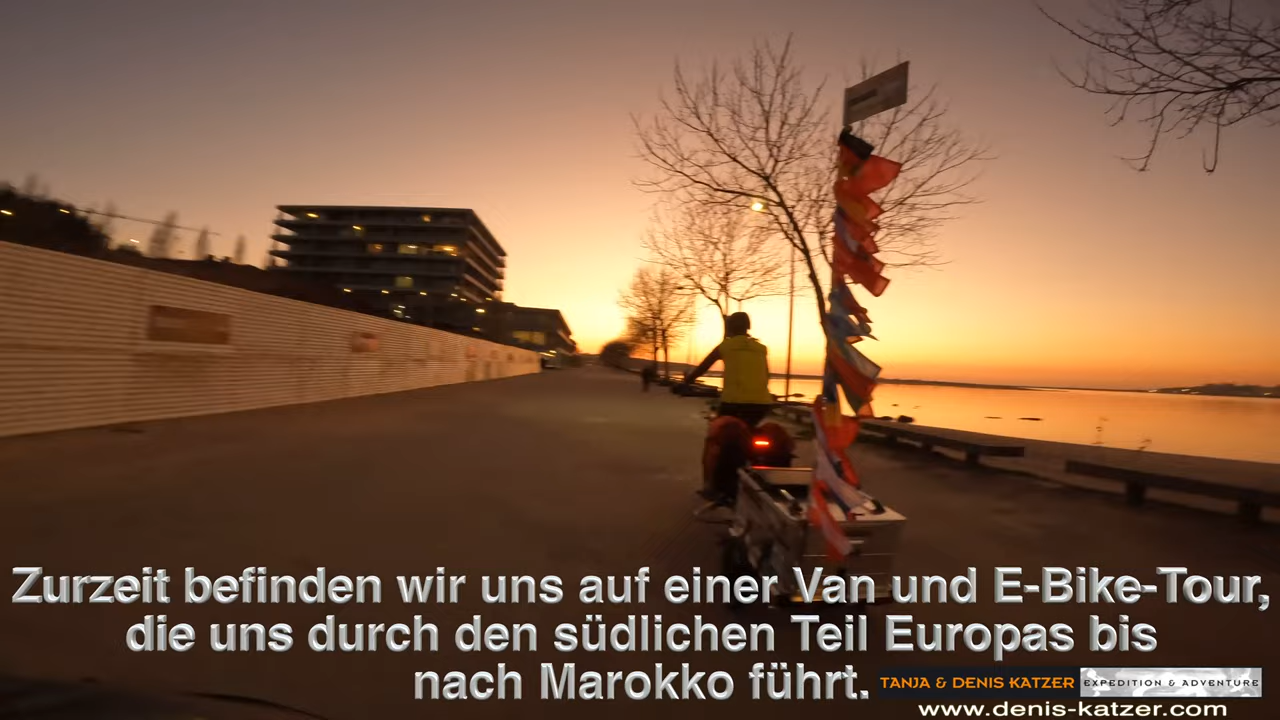 Zurzeit befinden wir uns auf einer Van und E-Bike-Tour,
die uns durch den südlichen Teil Europas bis
nach Marokko führt.
TANJA & DENIS KATZER EXPEDITION & ADVENTURE
www.denis-katzer.com